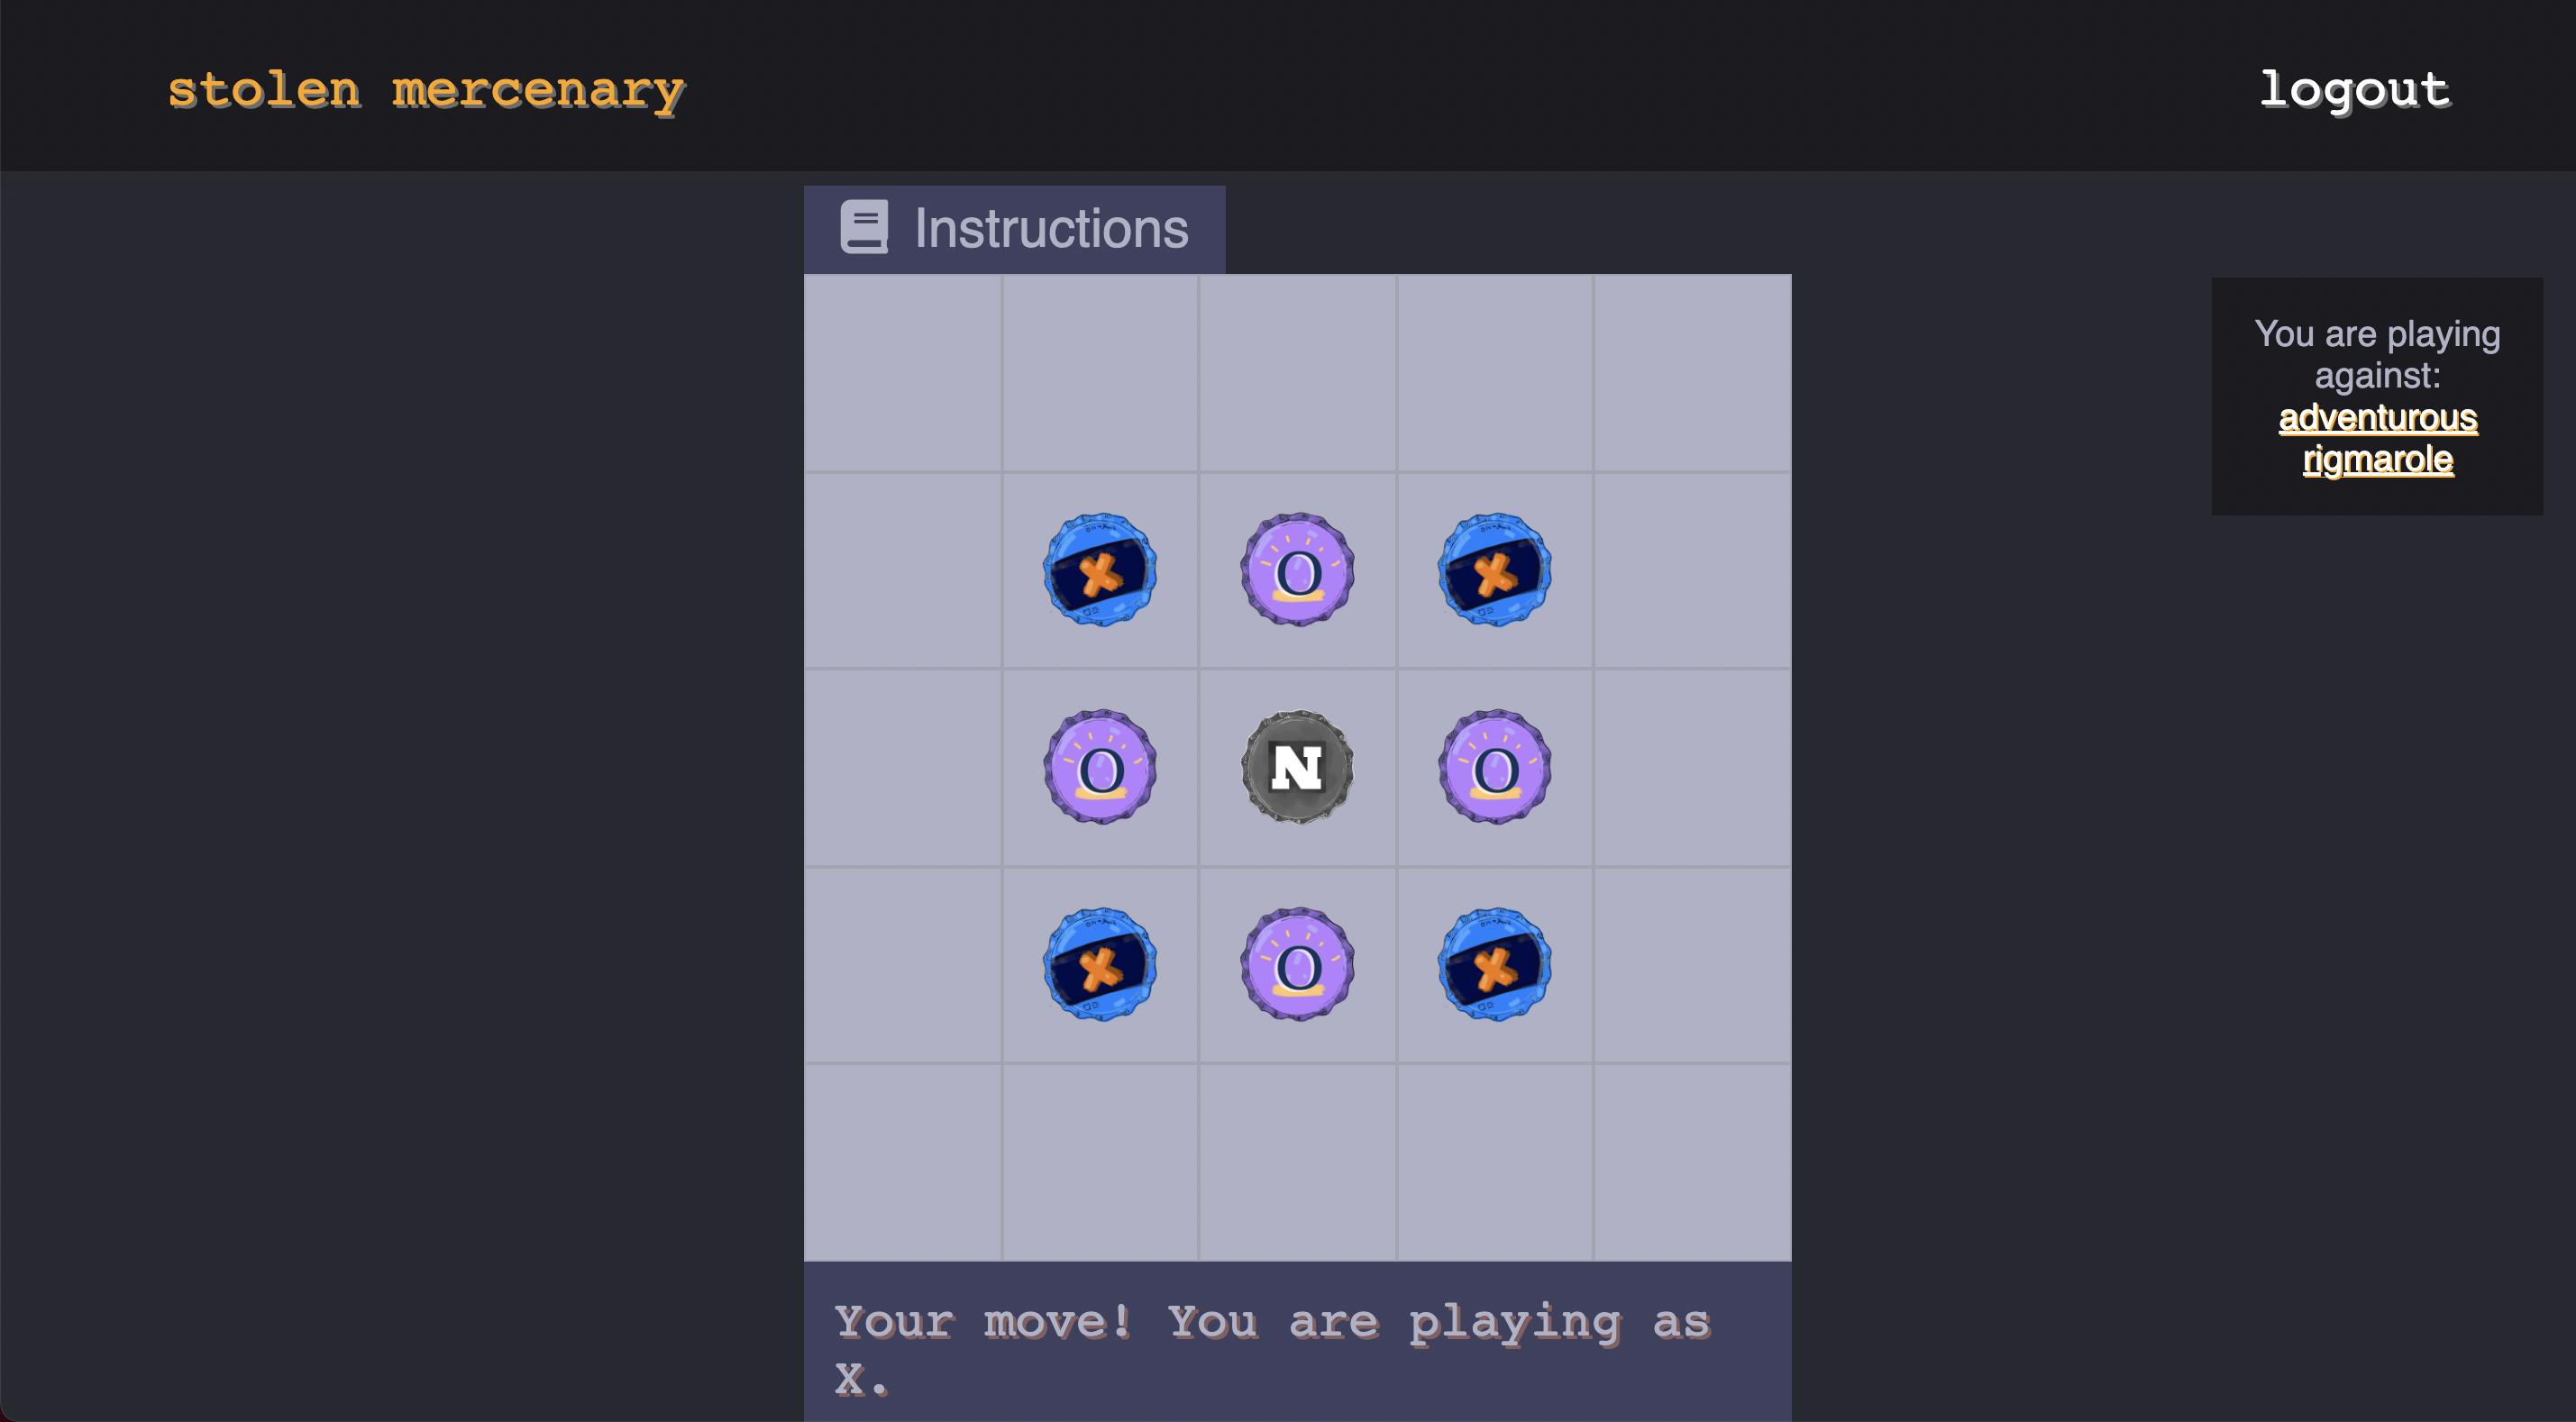 stolen mercenary
logout
Instructions
You are playing
against:
adventurous
rigmarole
X O X
O N O
X O X
Your move! You are playing as
X.